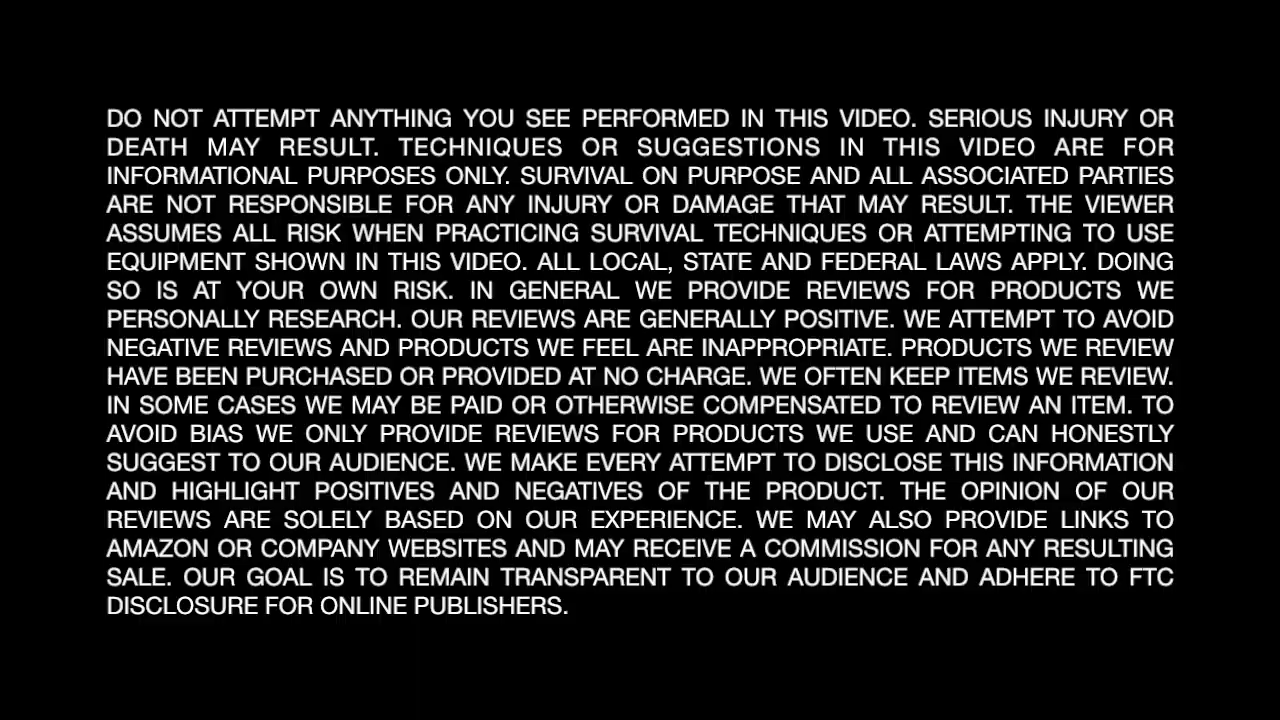 DO NOT ATTEMPT ANYTHING YOU SEE PERFORMED IN THIS VIDEO. SERIOUS INJURY OR
DEATH MAY RESULT. TECHNIQUES OR SUGGESTIONS IN THIS VIDEO ARE FOR
INFORMATIONAL PURPOSES ONLY. SURVIVAL ON PURPOSE AND ALL ASSOCIATED PARTIES
ARE NOT RESPONSIBLE FOR ANY INJURY OR DAMAGE THAT MAY RESULT. THE VIEWER
ASSUMES ALL RISK WHEN PRACTICING SURVIVAL TECHNIQUES OR ATTEMPTING TO USE
EQUIPMENT SHOWN IN THIS VIDEO. ALL LOCAL, STATE AND FEDERAL LAWS APPLY. DOING
SO IS AT YOUR OWN RISK. IN GENERAL WE PROVIDE REVIEWS FOR PRODUCTS WE
PERSONALLY RESEARCH. OUR REVIEWS ARE GENERALLY POSITIVE. WE ATTEMPT TO AVOID
NEGATIVE REVIEWS AND PRODUCTS WE FEEL ARE INAPPROPRIATE. PRODUCTS WE REVIEW
HAVE BEEN PURCHASED OR PROVIDED AT NO CHARGE. WE OFTEN KEEP ITEMS WE REVIEW.
IN SOME CASES WE MAY BE PAID OR OTHERWISE COMPENSATED TO REVIEW AN ITEM. TO
AVOID BIAS WE ONLY PROVIDE REVIEWS FOR PRODUCTS WE USE AND CAN HONESTLY
SUGGEST TO OUR AUDIENCE. WE MAKE EVERY ATTEMPT TO DISCLOSE THIS INFORMATION
AND HIGHLIGHT POSITIVES AND NEGATIVES OF THE PRODUCT. THE OPINION OF OUR
REVIEWS ARE SOLELY BASED ON OUR EXPERIENCE. WE MAY ALSO PROVIDE LINKS TO
AMAZON OR COMPANY WEBSITES AND MAY RECEIVE A COMMISSION FOR ANY RESULTING
SALE. OUR GOAL IS TO REMAIN TRANSPARENT TO OUR AUDIENCE AND ADHERE TO FTC
DISCLOSURE FOR ONLINE PUBLISHERS.